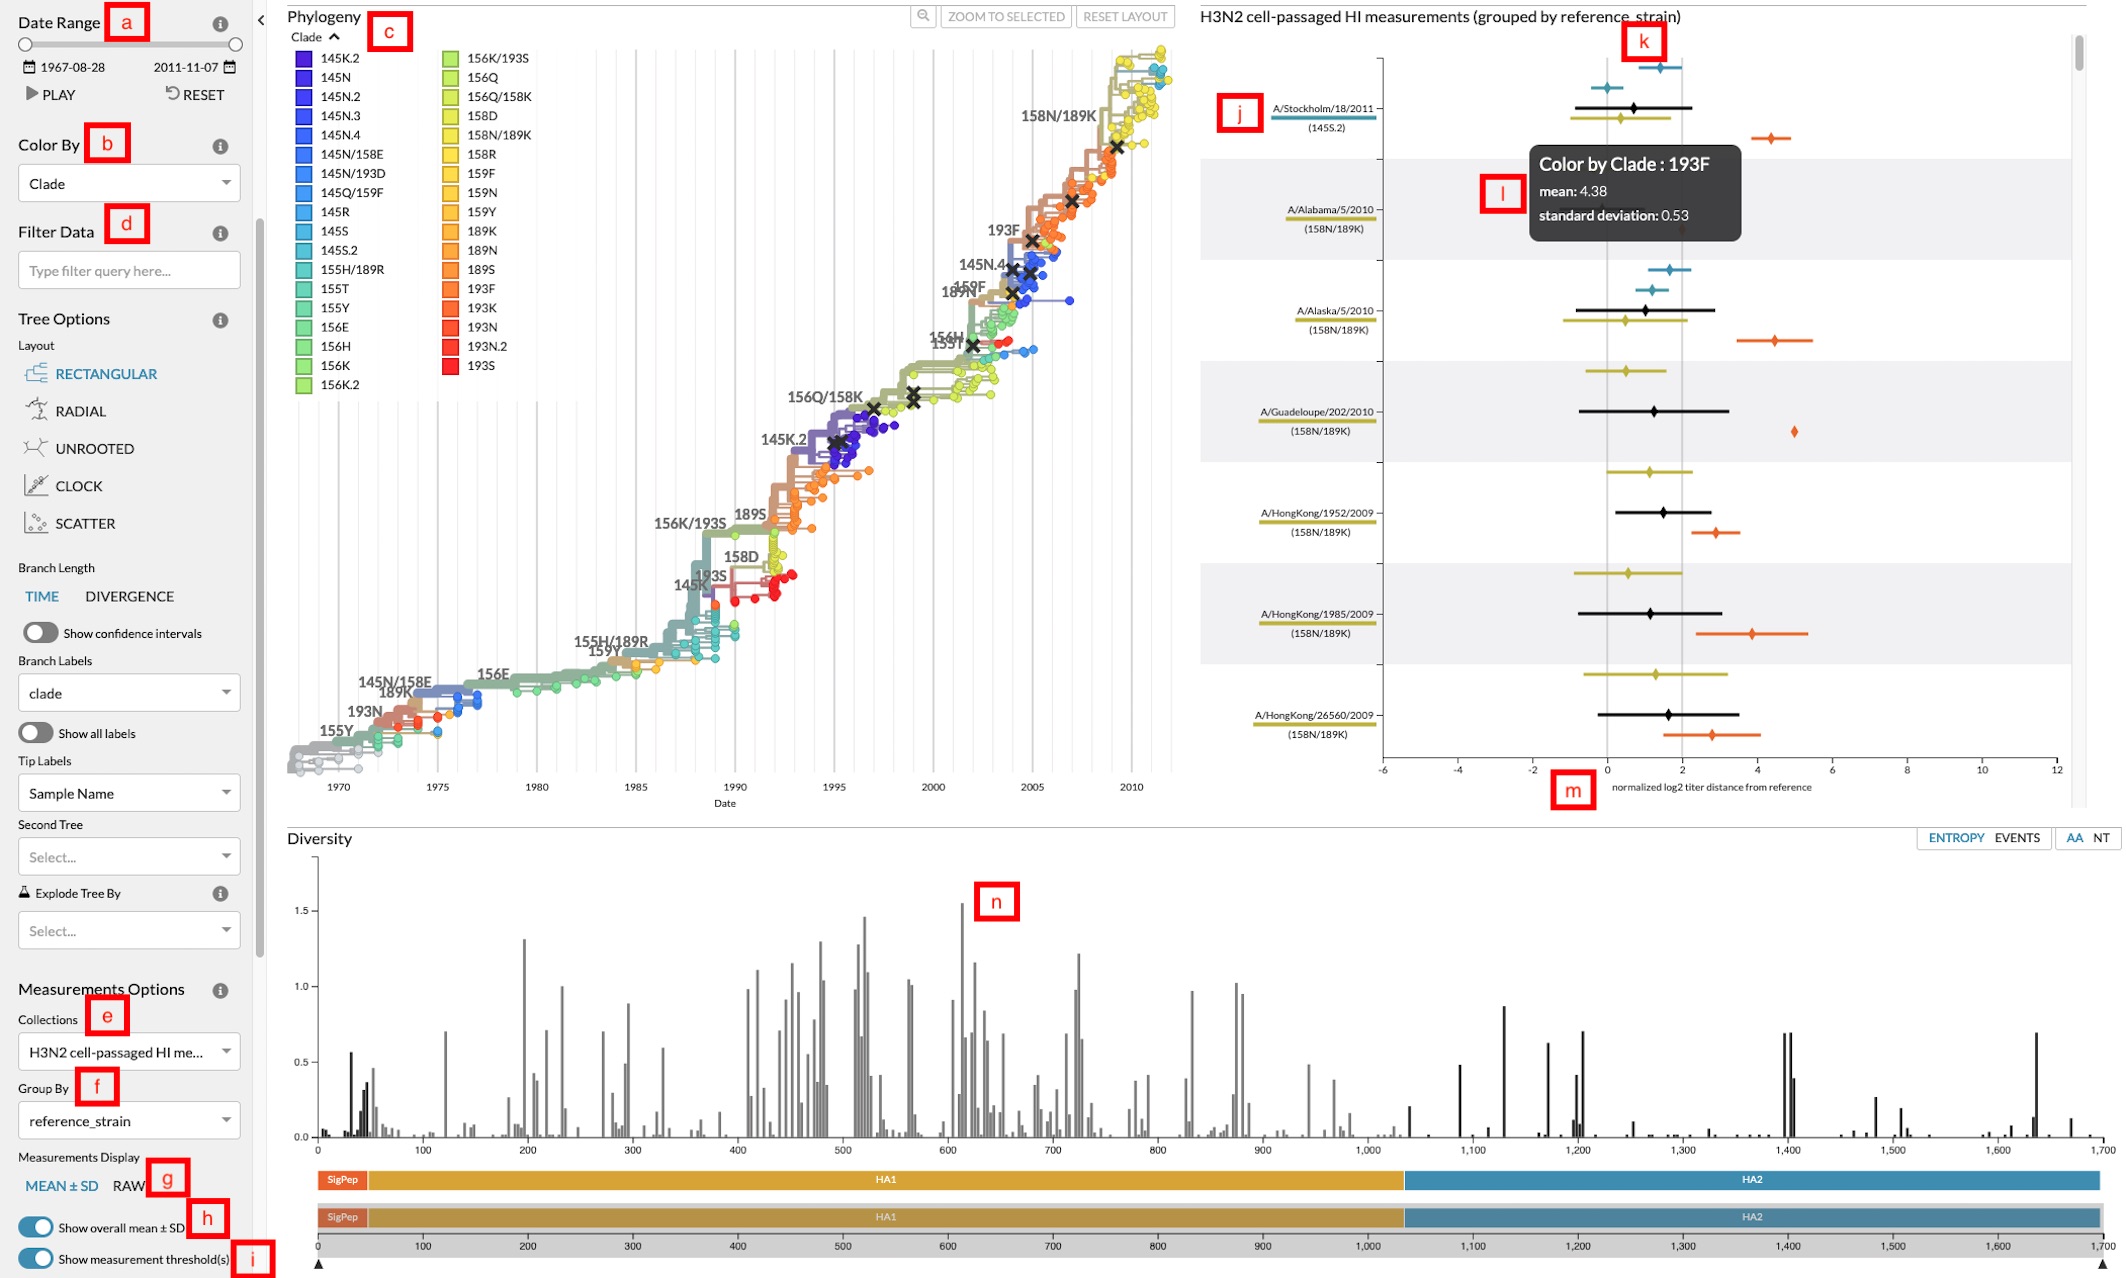 Date Range
a
1967-08-28
2011-11-07
PLAY
RESET
Color By
b
Clade
Filter Data
d
Type filter query here...
Tree Options
Layout
RECTANGULAR
RADIAL
UNROOTED
CLOCK
SCATTER
Branch Length
TIME DIVERGENCE
Show confidence intervals
Branch Labels
clade
Show all labels
Tip Labels
Sample Name
Second Tree
Select...
Explode Tree By
Select...
Measurements Options
Collections
e
H3N2 cell-passaged HI me...
Group By
f
reference_strain
Measurements Display
MEAN ± SD RAW
g
h
Show overall mean ± SD
Show measurement threshold(s)
i
Phylogeny
c
ZOOM TO SELECTED
RESET LAYOUT
Clade
145K.2
145N
145N.2
145N.3
145N.4
145N/158E
145N/193D
145Q/159F
145R
145S
145S.2
155H/189R
155T
155Y
156E
156H
156K
156K.2
156K/193S
156Q
156Q/158K
158D
158N/189K
158R
159F
159N
159Y
189K
189N
189S
193F
193K
193N
193N.2
193S
158N/189K
193F
145N.4
159F
189N
156H
155T
156Q/158K
145K.2
189S
156K/193S
158D
193S
145K
155H/189R
159Y
156E
145N/158E
189K
193N
155Y
1970 1975 1980 1985 1990 1995 2000 2005 2010
Date
H3N2 cell-passaged HI measurements (grouped by reference_strain)
k
j
A/Stockholm/18/2011
(145S.2)
Color by Clade : 193F
mean: 4.38
standard deviation: 0.53
l
A/Alabama/5/2010
(158N/189K)
A/Alaska/5/2010
(158N/189K)
A/Guadeloupe/202/2010
(158N/189K)
A/HongKong/1952/2009
(158N/189K)
A/HongKong/1985/2009
(158N/189K)
A/HongKong/26560/2009
(158N/189K)
-6 -4 -2 0 2 4 6 8 10 12
m
normalized log2 titer distance from reference
Diversity
ENTROPY EVENTS
AA NT
n
1.5
1.0
0.5
0.0
0 100 200 300 400 500 600 700 800 900 1,000 1,100 1,200 1,300 1,400 1,500 1,600 1,700
SigPep HA1 HA2
SigPep HA1 HA2
0 100 200 300 400 500 600 700 800 900 1,000 1,100 1,200 1,300 1,400 1,500 1,600 1,700